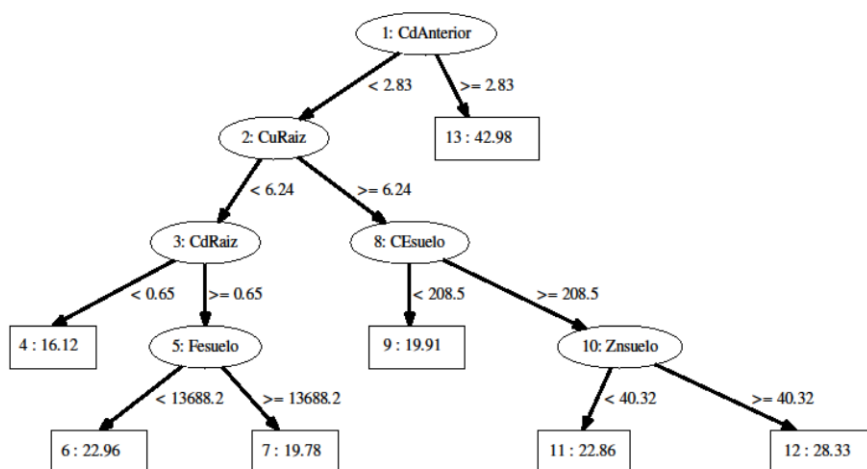 1: CdAnterior
< 2.83
>= 2.83
2: CuRaiz
13 : 42.98
< 6.24
>= 6.24
3: CdRaiz
8: CEsuelo
< 0.65
>= 0.65
< 208.5
>= 208.5
4 : 16.12
5: Fesuelo
9 : 19.91
10: Znsuelo
< 13688.2
>= 13688.2
< 40.32
>= 40.32
6 : 22.96
7 : 19.78
11 : 22.86
12 : 28.33